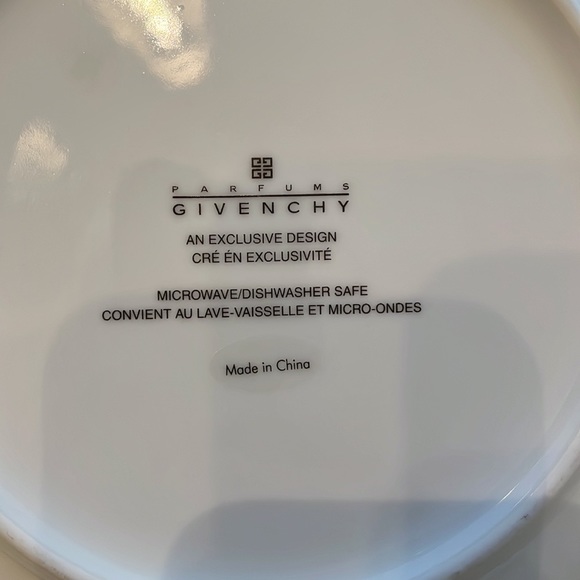 PARFUMS
GIVENCHY
AN EXCLUSIVE DESIGN
CRÉ ÉN EXCLUSIVITÉ
MICROWAVE/DISHWASHER SAFE
CONVIENT AU LAVE-VAISSELLE ET MICRO-ONDES
Made in China